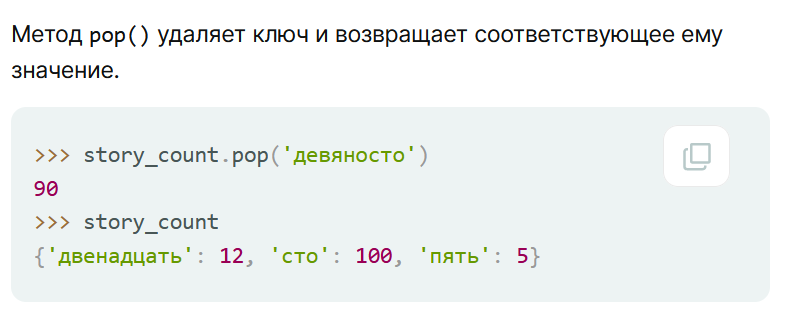 Метод pop() удаляет ключ и возвращает соответствующее ему
значение.
>>> story_count.pop('девяносто')
90
>>> story_count
{'двенадцать': 12, 'сто': 100, 'пять': 5}